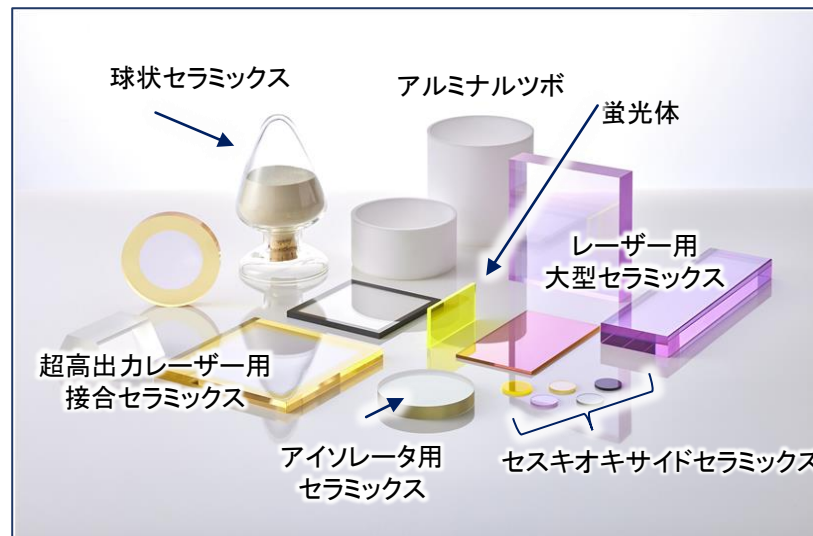 球状セラミックス
アルミナルツボ
蛍光体
レーザー用
大型セラミックス
超高出力レーザー用
接合セラミックス
アイソレータ用
セラミックス
セスキオキサイドセラミックス